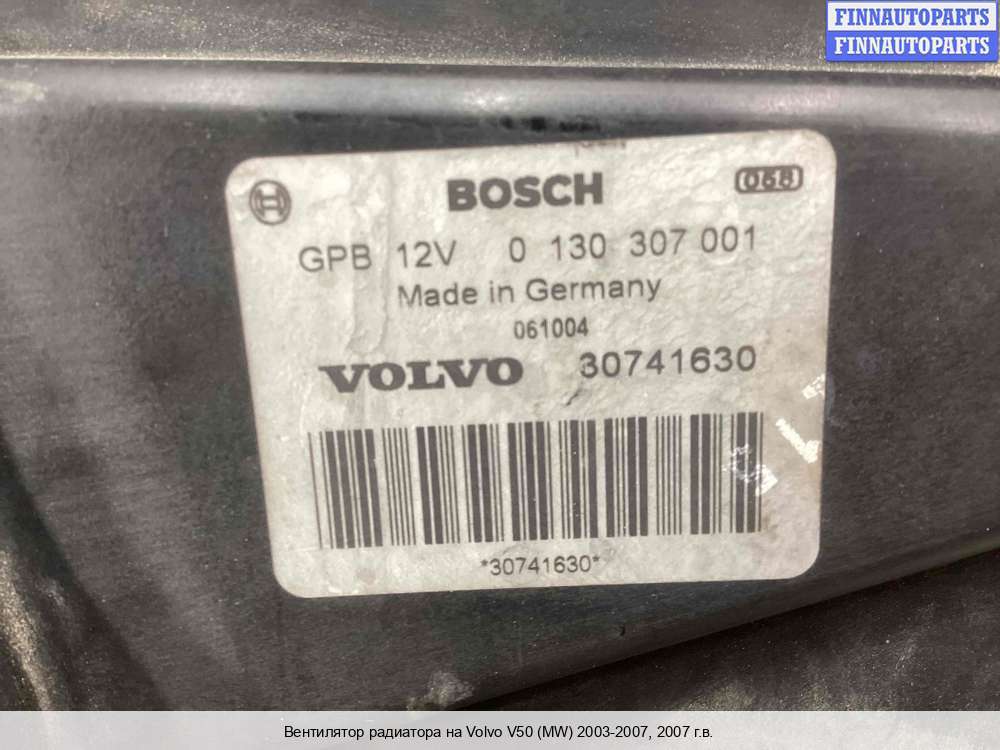 FINNAUTOPARTS
FINNAUTOPARTS
BOSCH
GPB 12V 0 130 307 001
Made in Germany
061004
VOLVO 30741630
*30741630*
Вентилятор радиатора на Volvo V50 (MW) 2003-2007, 2007 г.в.